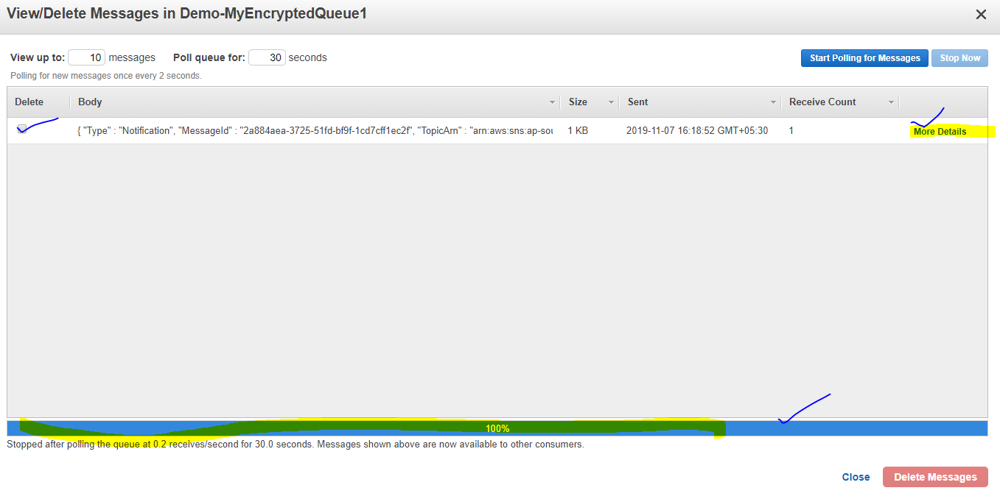 View/Delete Messages in Demo-MyEncryptedQueue1
View up to: 10 messages Poll queue for: 30 seconds Start Polling for Messages Stop Now
Polling for new messages once every 2 seconds.
Delete Body Size Sent Receive Count
{ "Type" : "Notification", "MessageId" : "2a884aea-3725-51fd-bf9f-1cd7cff1ec2f", "TopicArn" : "arn:aws:sns:ap-sou 1 KB 2019-11-07 16:18:52 GMT+05:30 1 More Details
100%
Stopped after polling the queue at 0.2 receives/second for 30.0 seconds. Messages shown above are now available to other consumers.
Close Delete Messages